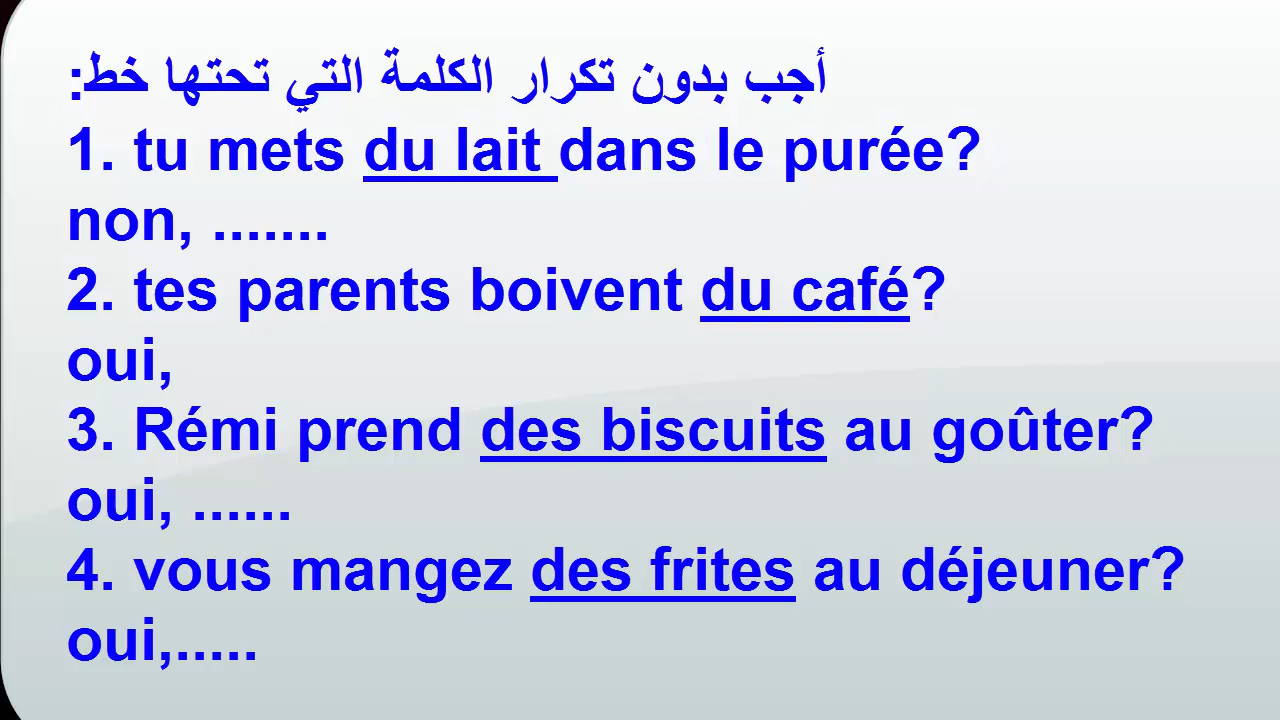 أجب بدون تكرار الكلمة التي تحتها خط:
1. tu mets du lait dans le purée?
non, .......
2. tes parents boivent du café?
oui,
3. Rémi prend des biscuits au goûter?
oui, ......
4. vous mangez des frites au déjeuner?
oui,.....